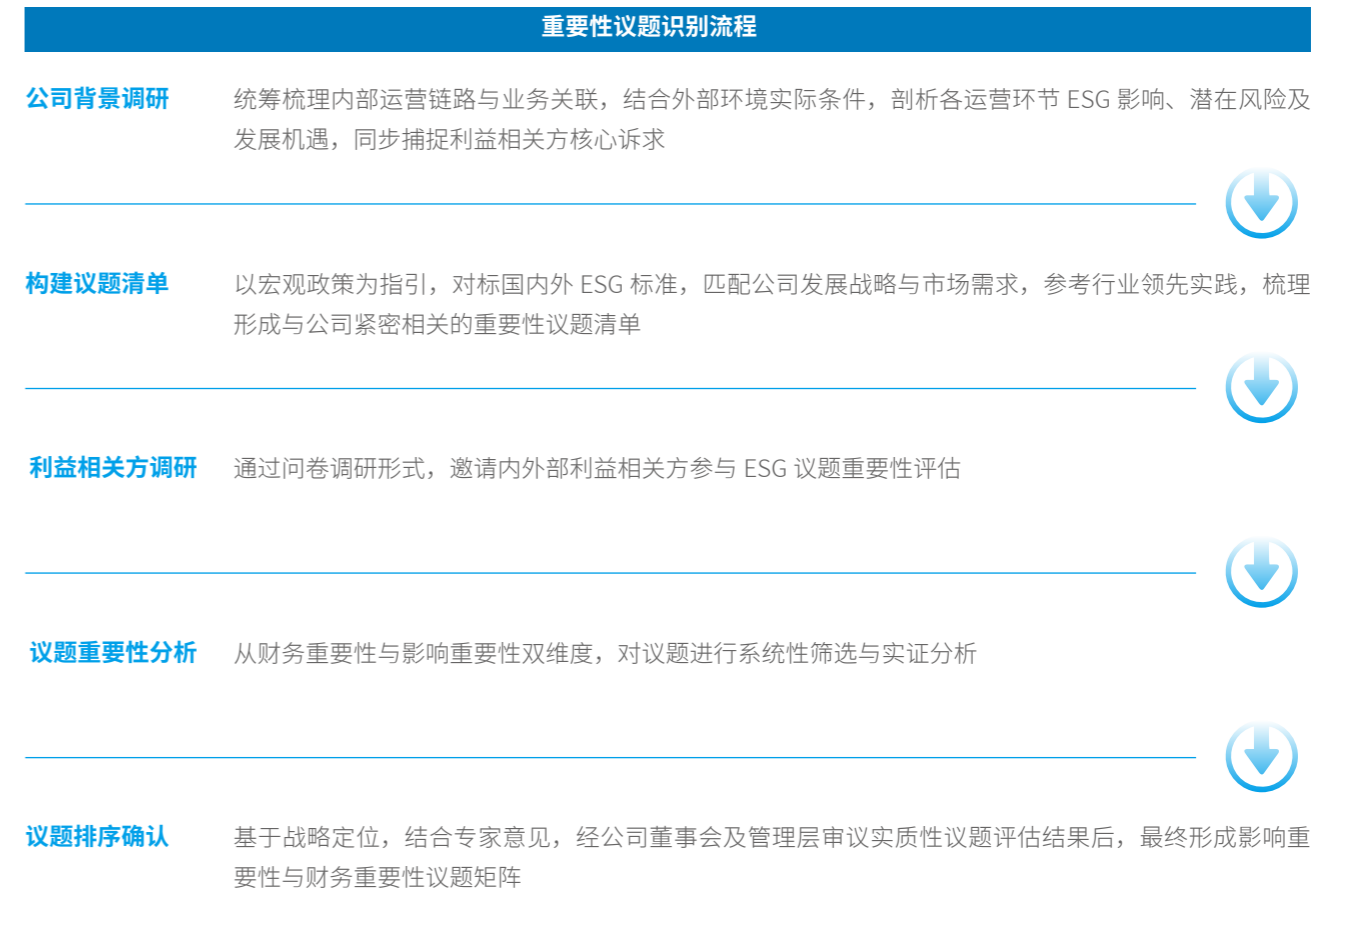 重要性议题识别流程
公司背景调研
统筹梳理内部运营链路与业务关联，结合外部环境实际条件，剖析各运营环节 ESG 影响、潜在风险及
发展机遇，同步捕捉利益相关方核心诉求
构建议题清单
以宏观政策为指引，对标国内外 ESG 标准，匹配公司发展战略与市场需求，参考行业领先实践，梳理
形成与公司紧密相关的重要性议题清单
利益相关方调研
通过问卷调研形式，邀请内外部利益相关方参与 ESG 议题重要性评估
议题重要性分析
从财务重要性与影响重要性双维度，对议题进行系统性筛选与实证分析
议题排序确认
基于战略定位，结合专家意见，经公司董事会及管理层审议实质性议题评估结果后，最终形成影响重
要性与财务重要性议题矩阵